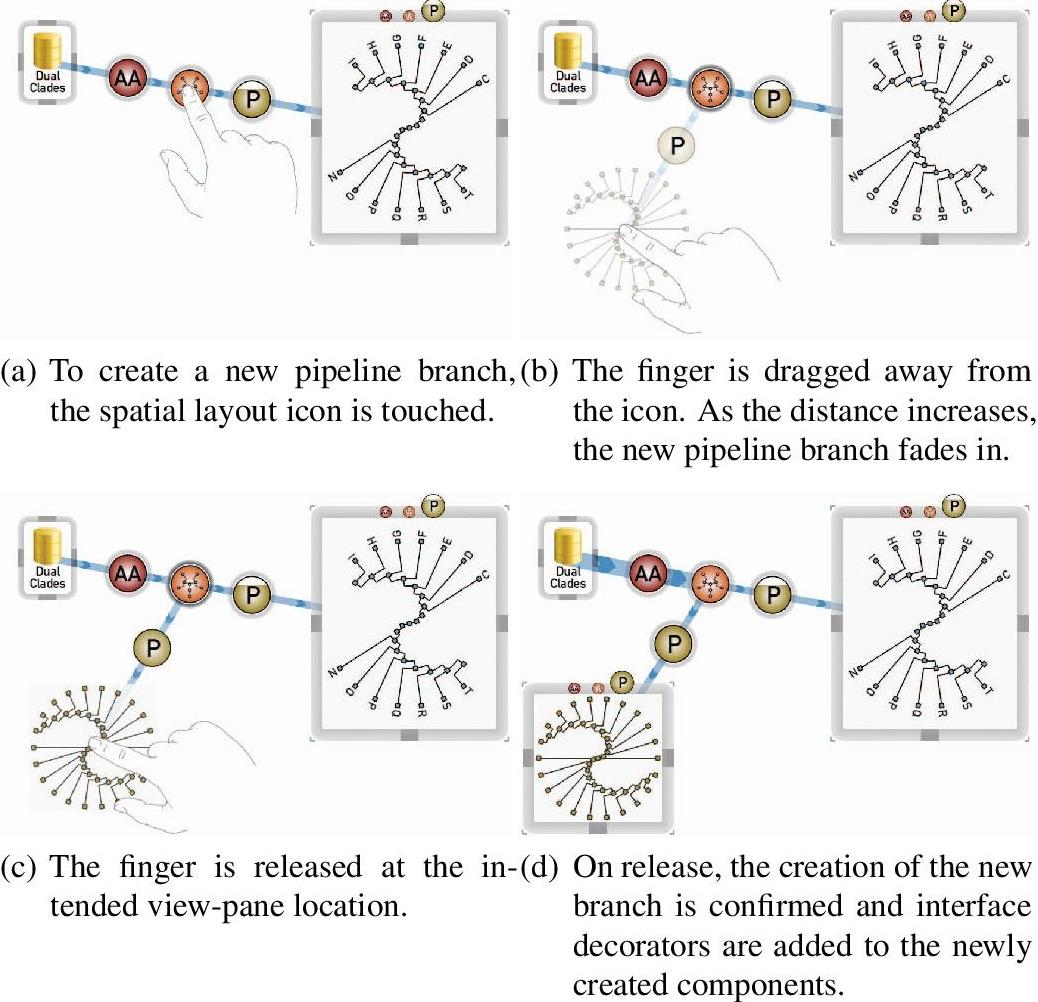 P
Dual
Clades
AA
P
I
H
G
F
E
D
C
N
O
P
Q
R
S
T
P
Dual
Clades
AA
P
P
I
H
G
F
E
D
C
N
O
P
Q
R
S
T
(a) To create a new pipeline branch,
the spatial layout icon is touched.
(b) The finger is dragged away from
the icon. As the distance increases,
the new pipeline branch fades in.
P
Dual
Clades
AA
P
P
I
H
G
F
E
D
C
N
O
P
Q
R
S
T
P
Dual
Clades
AA
P
P
P
I
H
G
F
E
D
C
N
O
P
Q
R
S
T
(c) The finger is released at the in-
tended view-pane location.
(d) On release, the creation of the new
branch is confirmed and interface
decorators are added to the newly
created components.